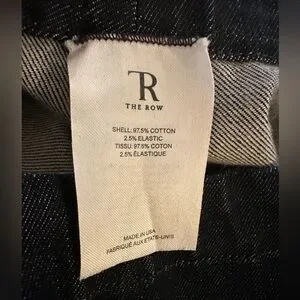 TR
THE ROW
SHELL: 97.5% COTTON
2.5% ELASTIC
TISSU: 97.5% COTON
2.5% ÉLASTIQUE
MADE IN USA
FABRIQUÉ AUX ETATS-UNIS